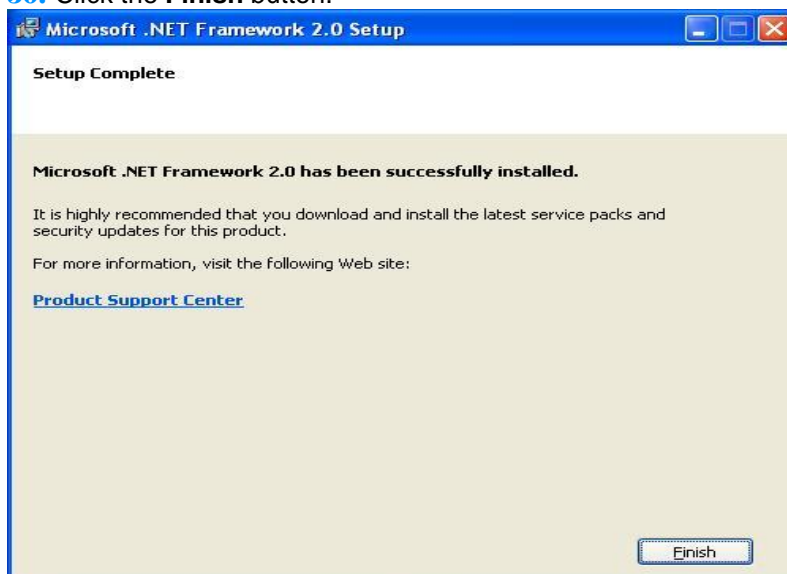 Click the Finish button.
Microsoft .NET Framework 2.0 Setup
Setup Complete
Microsoft .NET Framework 2.0 has been successfully installed.
It is highly recommended that you download and install the latest service packs and
security updates for this product.
For more information, visit the following Web site:
Product Support Center
Finish